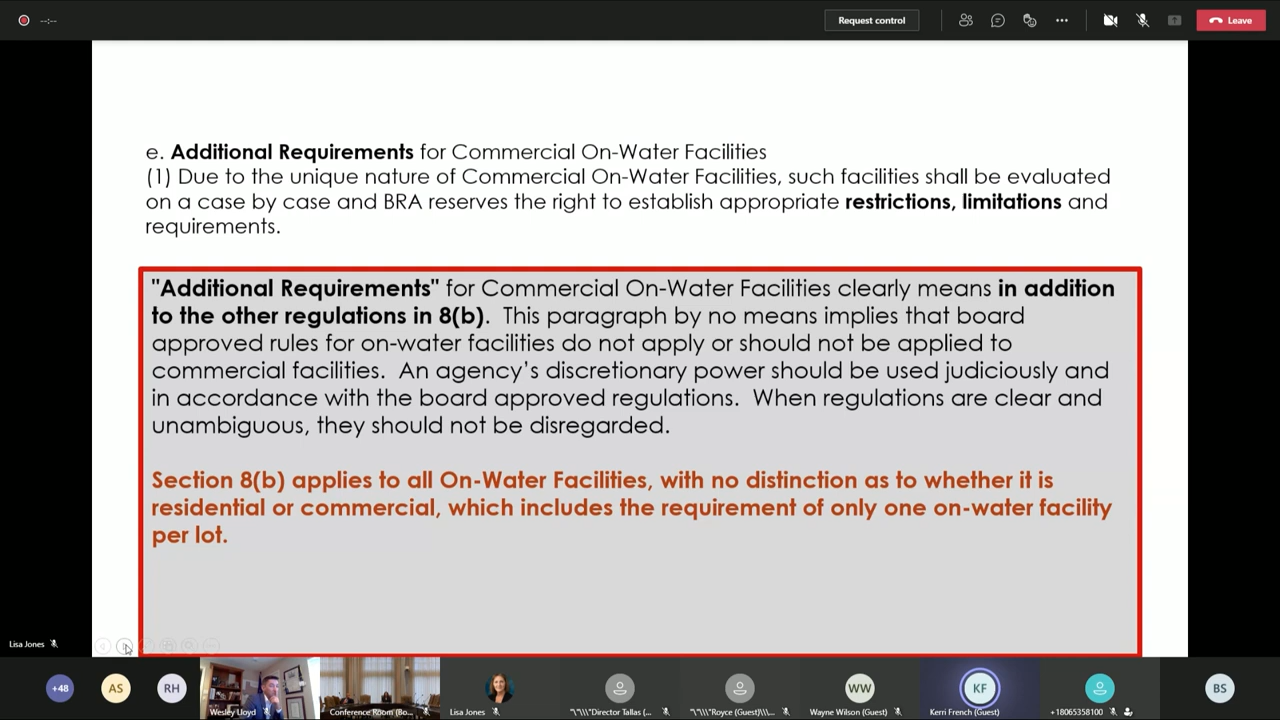 --:--
Request control
Leave
e. Additional Requirements for Commercial On-Water Facilities
(1) Due to the unique nature of Commercial On-Water Facilities, such facilities shall be evaluated
on a case by case and BRA reserves the right to establish appropriate restrictions, limitations and
requirements.
"Additional Requirements" for Commercial On-Water Facilities clearly means in addition
to the other regulations in 8(b). This paragraph by no means implies that board
approved rules for on-water facilities do not apply or should not be applied to
commercial facilities. An agency's discretionary power should be used judiciously and
in accordance with the board approved regulations. When regulations are clear and
unambiguous, they should not be disregarded.
Section 8(b) applies to all On-Water Facilities, with no distinction as to whether it is
residential or commercial, which includes the requirement of only one on-water facility
per lot.
Lisa Jones
+48
AS
RH
WW
KF
BS
Wesley Lloyd
Conference Room (Bo...
Lisa Jones
"\"\\\"Director Tallas (...
"\"\\\"Royce (Guest)\\\...
Wayne Wilson (Guest)
Kerri French (Guest)
+18065358100